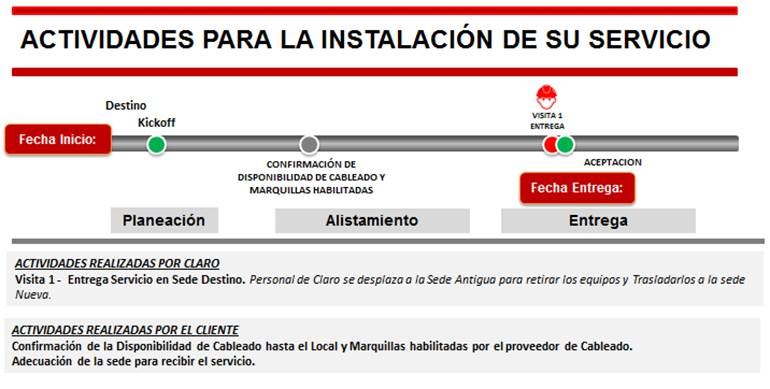 ACTIVIDADES PARA LA INSTALACIÓN DE SU SERVICIO
Destino
Kickoff
Fecha Inicio:
VISITA 1
ENTREGA
CONFIRMACIÓN DE
DISPONIBILIDAD DE CABLEADO Y
MARQUILLAS HABILITADAS
ACEPTACION
Fecha Entrega:
Planeación
Alistamiento
Entrega
ACTIVIDADES REALIZADAS POR CLARO
Visita 1 - Entrega Servicio en Sede Destino. Personal de Claro se desplaza a la Sede Antigua para retirar los equipos y Trasladarlos a la sede
Nueva.
ACTIVIDADES REALIZADAS POR EL CLIENTE
Confirmación de la Disponibilidad de Cableado hasta el Local y Marquillas habilitadas por el proveedor de Cableado.
Adecuación de la sede para recibir el servicio.